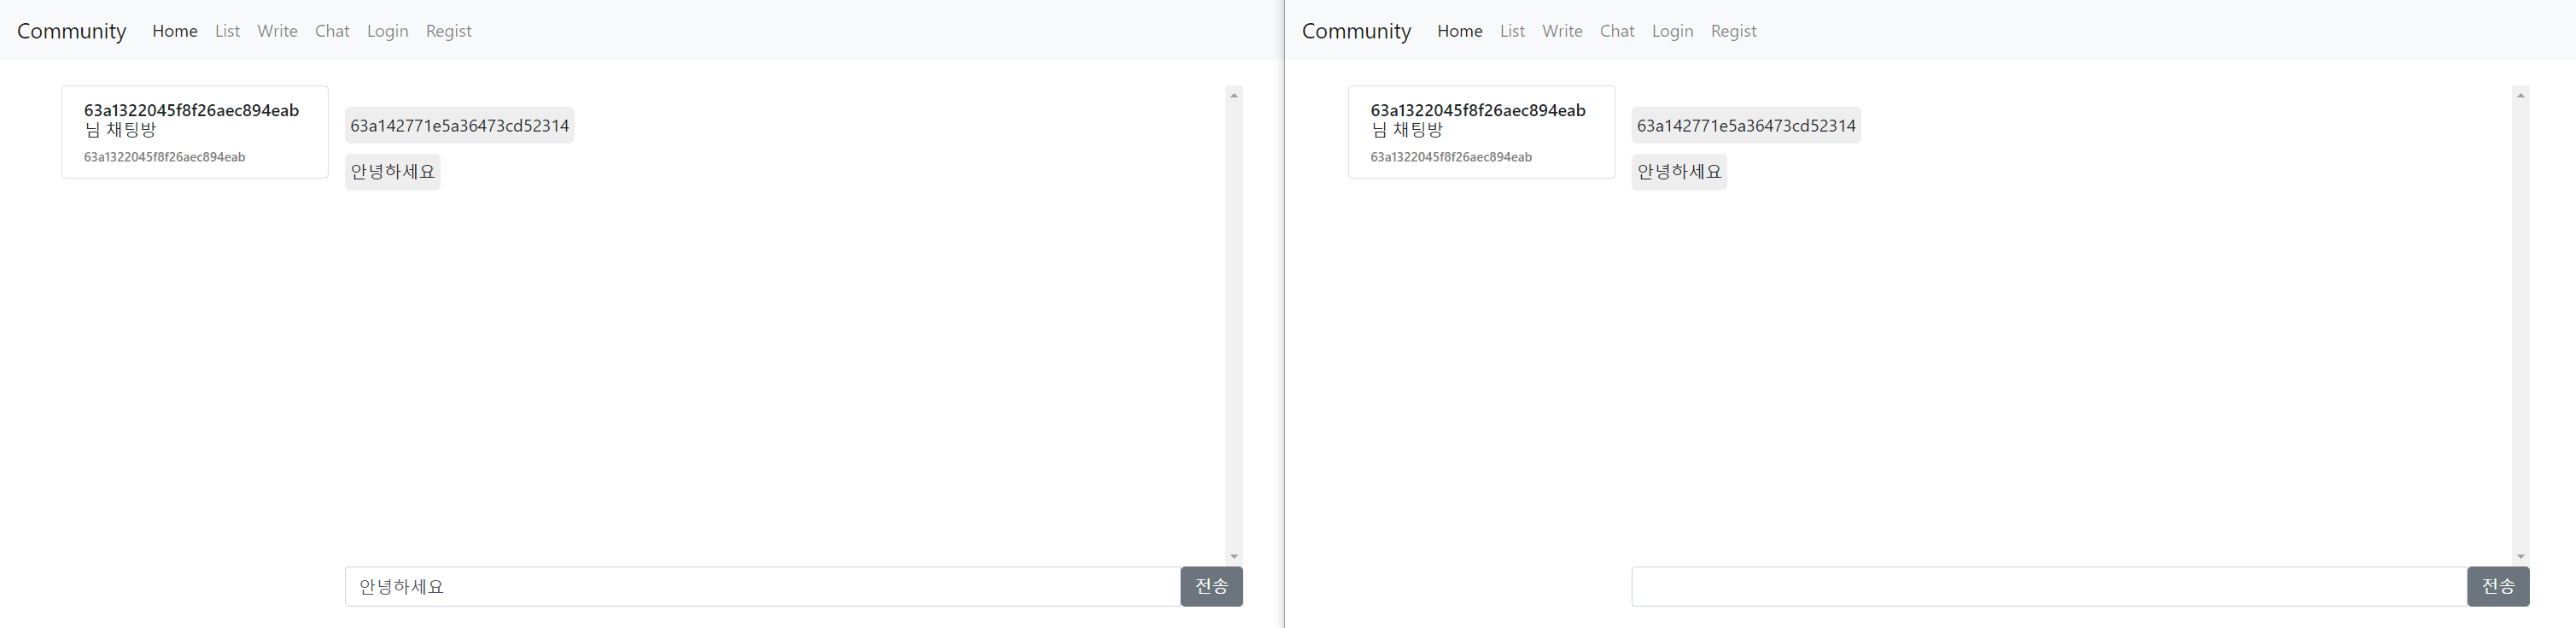 Community Home List Write Chat Login Regist
63a1322045f8f26aec894eab
님 채팅방
63a1322045f8f26aec894eab
63a142771e5a36473cd52314
안녕하세요
안녕하세요 전송
Community Home List Write Chat Login Regist
63a1322045f8f26aec894eab
님 채팅방
63a1322045f8f26aec894eab
63a142771e5a36473cd52314
안녕하세요
전송